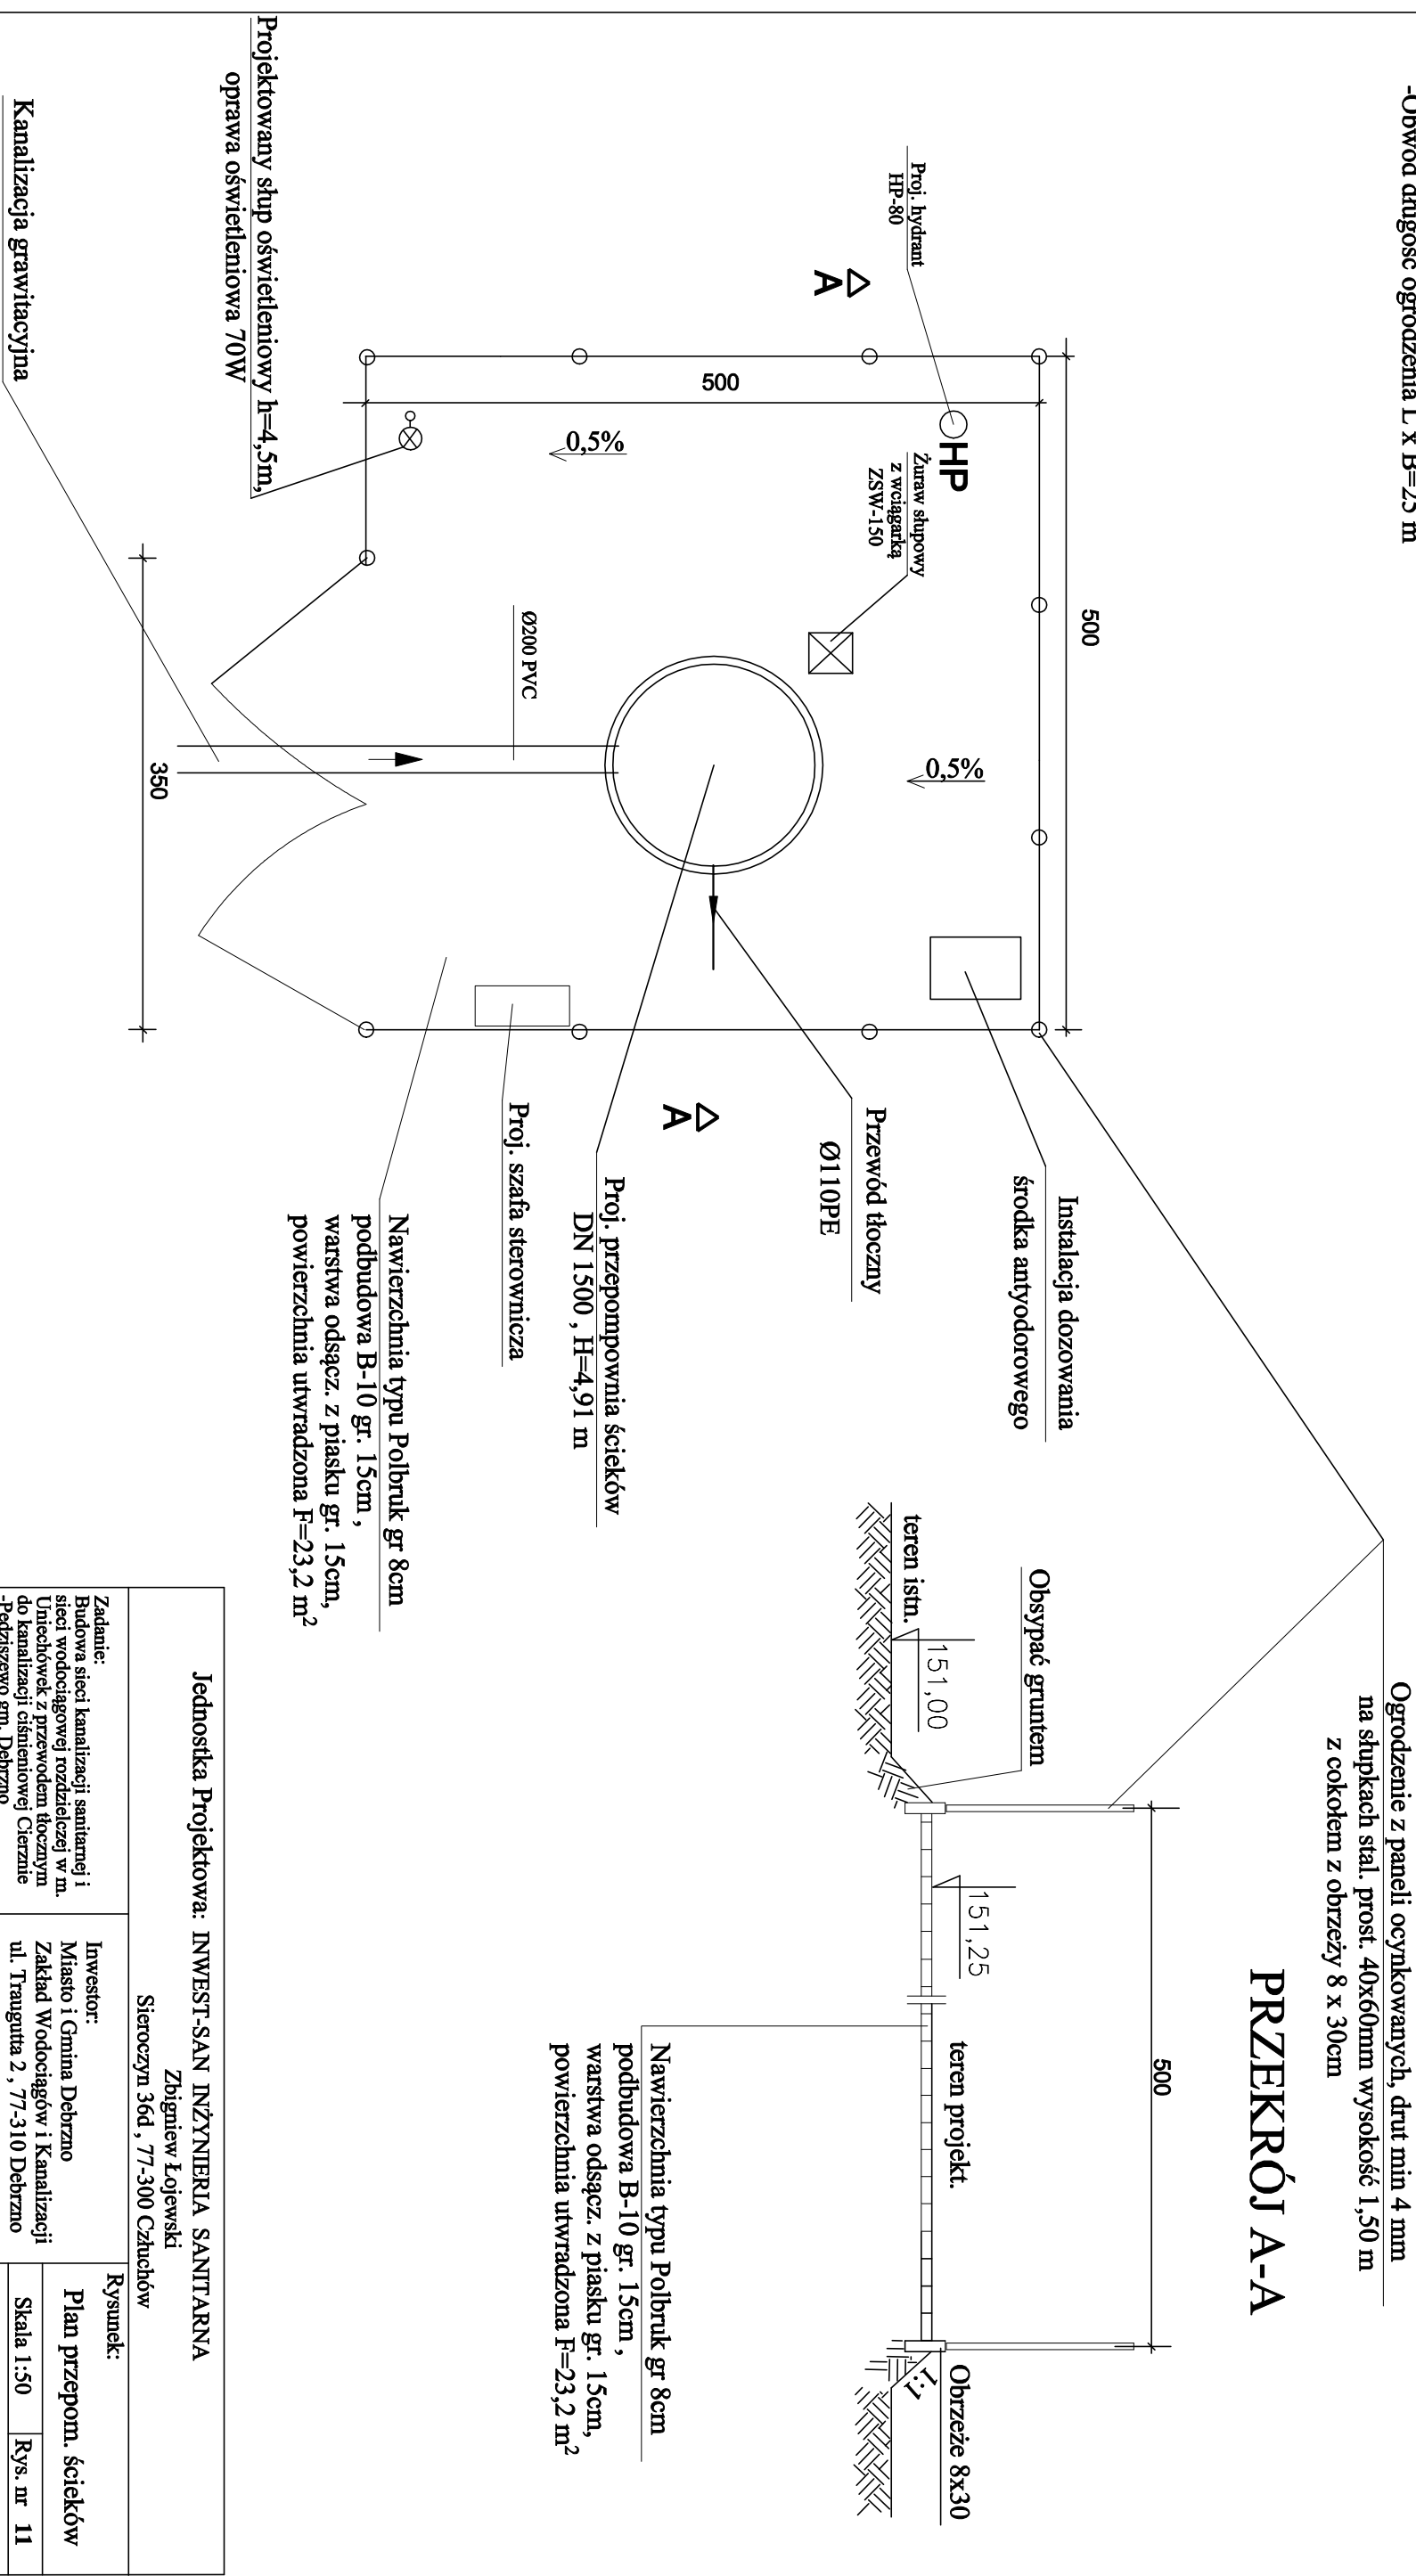 -Obwód długość ogrodzenia L x B=25 m
Ogrodzenie z paneli ocynkowanych, drut min 4 mm
na słupkach stal. prost. 40x60mm wysokość 1,50 m
z cokołem z obrzeży 8 x 30cm
PRZEKRÓJ A-A
Proj. hydrant
HP-80
A
HP
Żuraw słupowy
z wciągarką
ZSW-150
500
500
0,5%
0,5%
Ø200 PVC
350
Projektowany słup oświetleniowy h=4,5m,
oprawa oświetleniowa 70W
Kanalizacja grawitacyjna
Instalacja dozowania
środka antyodorowego
Przewód tłoczny
Ø110PE
A
Proj. przepompownia ścieków
DN 1500 , H=4,91 m
Proj. szafa sterownicza
Nawierzchnia typu Polbruk gr 8cm
podbudowa B-10 gr. 15cm ,
warstwa odsącz. z piasku gr. 15cm,
powierzchnia utwradzona F=23,2 m²
500
Obsypać gruntem
teren istn.
151,00
151,25
teren projekt.
Obrzeże 8x30
1:1
Nawierzchnia typu Polbruk gr 8cm
podbudowa B-10 gr. 15cm ,
warstwa odsącz. z piasku gr. 15cm,
powierzchnia utwradzona F=23,2 m²
Jednostka Projektowa: INWEST-SAN INŻYNIERIA SANITARNA
Zbigniew Łojewski
Sieroczyn 36d , 77-300 Człuchów
Zadanie:
Budowa sieci kanalizacji sanitarnej i
sieci wodociągowej rozdzielczej w m.
Uniechówek z przewodem tłocznym
do kanalizacji ciśnieniowej Cierznie
-Pędziszewo gm. Debrzno
Inwestor:
Miasto i Gmina Debrzno
Zakład Wodociągów i Kanalizacji
ul. Traugutta 2 , 77-310 Debrzno
Rysunek:
Plan przepom. ścieków
Skala 1:50
Rys. nr 11